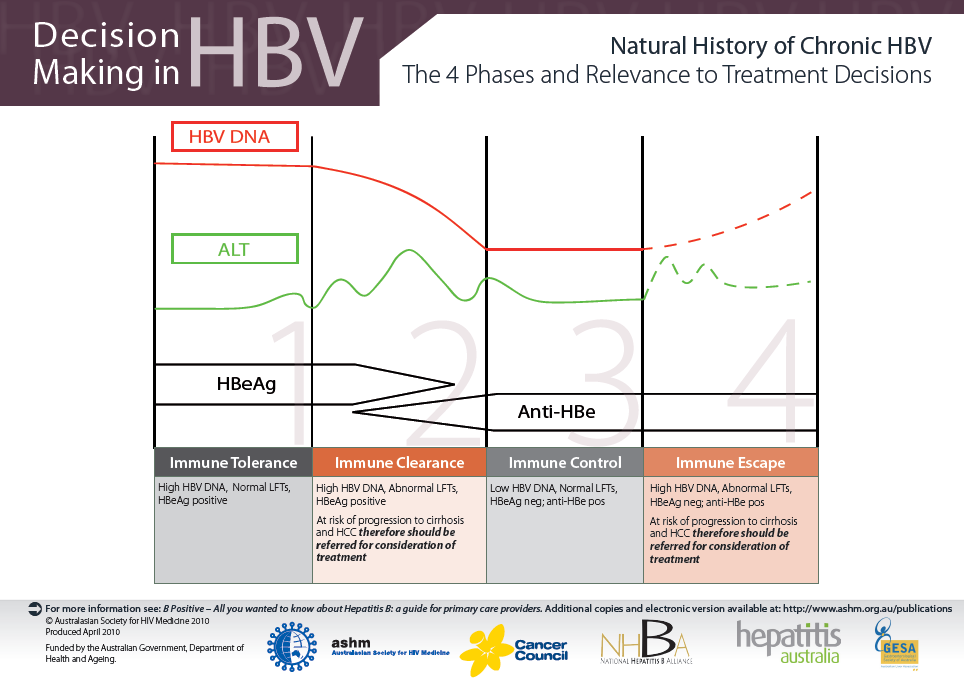 Decision
Making in
HBV
Natural History of Chronic HBV
The 4 Phases and Relevance to Treatment Decisions
HBV DNA
ALT
1
2
3
4
HBeAg
Anti-HBe
Immune Tolerance
High HBV DNA, Normal LFTs,
HBeAg positive
Immune Clearance
High HBV DNA, Abnormal LFTs,
HBeAg positive
At risk of progression to cirrhosis
and HCC therefore should be
referred for consideration of
treatment
Immune Control
Low HBV DNA, Normal LFTs,
HBeAg neg; anti-HBe pos
Immune Escape
High HBV DNA, Abnormal LFTs,
HBeAg neg; anti-HBe pos
At risk of progression to cirrhosis
and HCC therefore should be
referred for consideration of
treatment
For more information see: B Positive – All you wanted to know about Hepatitis B: a guide for primary care providers. Additional copies and electronic version available at: http://www.ashm.org.au/publications
© Australasian Society for HIV Medicine 2010
Produced April 2010
Funded by the Australian Government, Department of
Health and Ageing.
ashm
Australasian Society for HIV Medicine
Cancer
Council
NHBA
NATIONAL HEPATITIS B ALLIANCE
hepatitis
australia
GESA